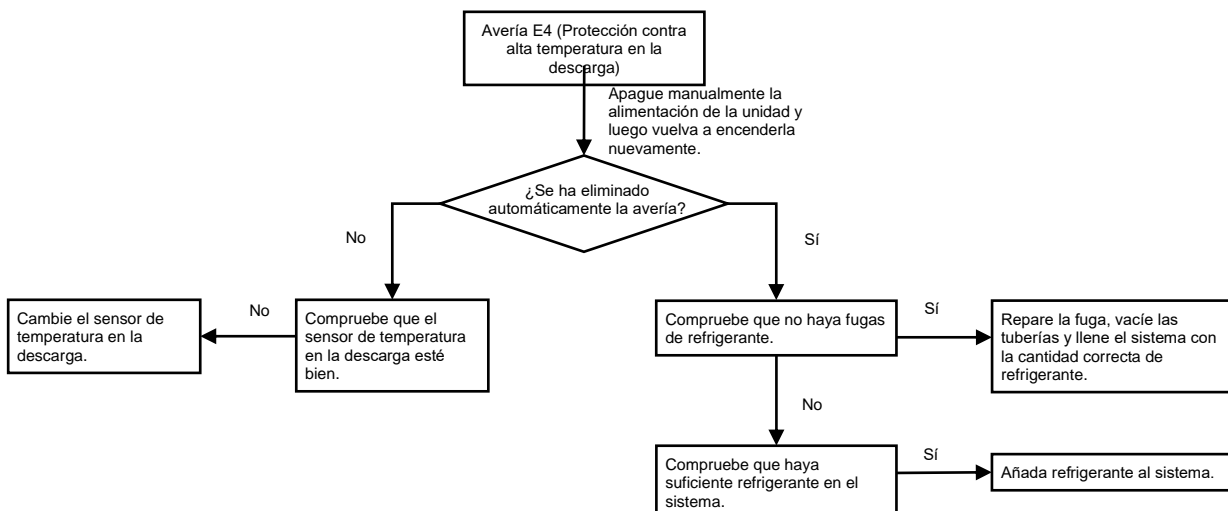 Avería E4 (Protección contra
alta temperatura en la
descarga)
Apague manualmente la
alimentación de la unidad y
luego vuelva a encenderla
nuevamente.
¿Se ha eliminado
automáticamente la avería?
No
Sí
Cambie el sensor de
temperatura en la
descarga.
No
Compruebe que el
sensor de temperatura
en la descarga esté
bien.
Compruebe que no haya fugas
de refrigerante.
Sí
Repare la fuga, vacíe las
tuberías y llene el sistema con
la cantidad correcta de
refrigerante.
No
Compruebe que haya
suficiente refrigerante en el
sistema.
Sí
Añada refrigerante al sistema.